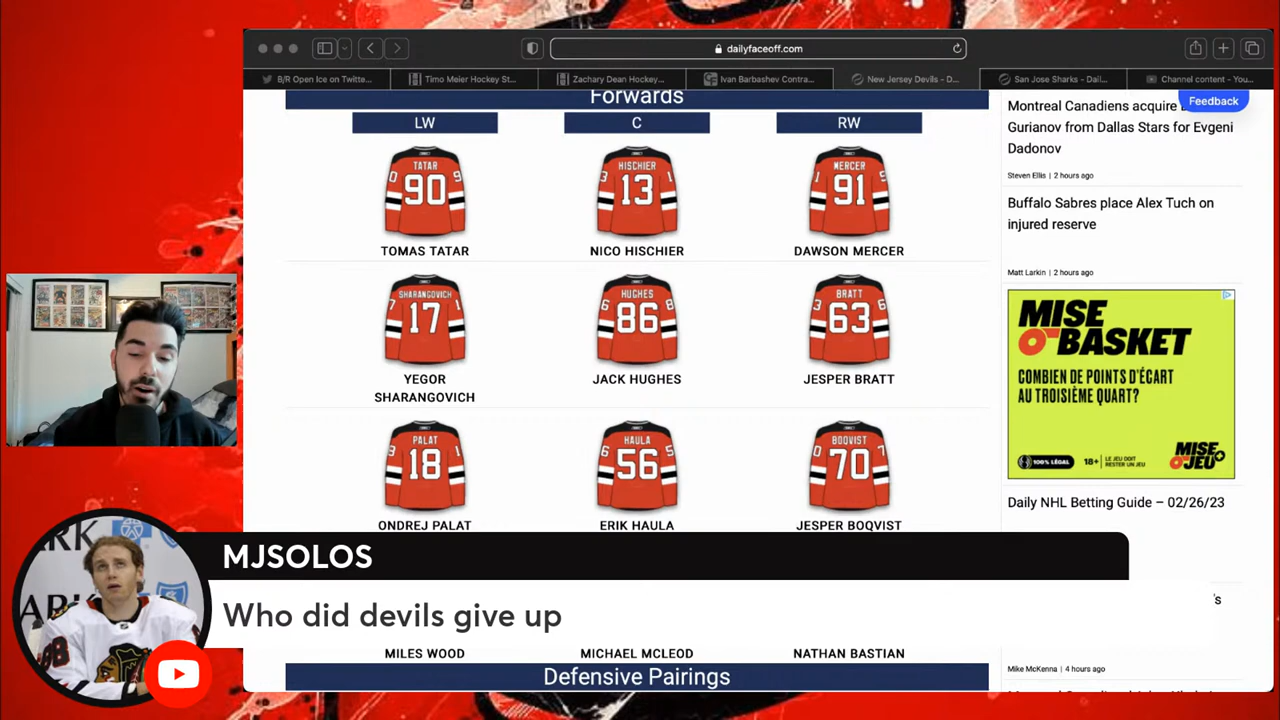 dailyfaceoff.com
B/R Open Ice on Twitte...
Timo Meier Hockey St...
Zachary Dean Hockey...
Ivan Barbashev Contra...
New Jersey Devils - D...
San Jose Sharks - Dail...
Channel content - You...
Forwards
LW
C
RW
TATAR
90
HISCHIER
13
MERCER
91
TOMAS TATAR
NICO HISCHIER
DAWSON MERCER
SHARANGOVICH
17
HUGHES
86
BRATT
63
YEGOR
SHARANGOVICH
JACK HUGHES
JESPER BRATT
PALAT
18
HAULA
56
BOQVIST
70
ONDREJ PALAT
ERIK HAULA
JESPER BOQVIST
MILES WOOD
MICHAEL MCLEOD
NATHAN BASTIAN
Defensive Pairings
Feedback
Montreal Canadiens acquire
Gurianov from Dallas Stars for Evgeni
Dadonov
Steven Ellis | 2 hours ago
Buffalo Sabres place Alex Tuch on
injured reserve
Matt Larkin | 2 hours ago
MISE
O BASKET
COMBIEN DE POINTS D'ÉCART
AU TROISIÈME QUART?
100% LÉGAL
18+
LE JEU DOIT
RESTER UN JEU
MISE
O JEU
Daily NHL Betting Guide – 02/26/23
's
Mike McKenna | 4 hours ago
MJSOLOS
Who did devils give up